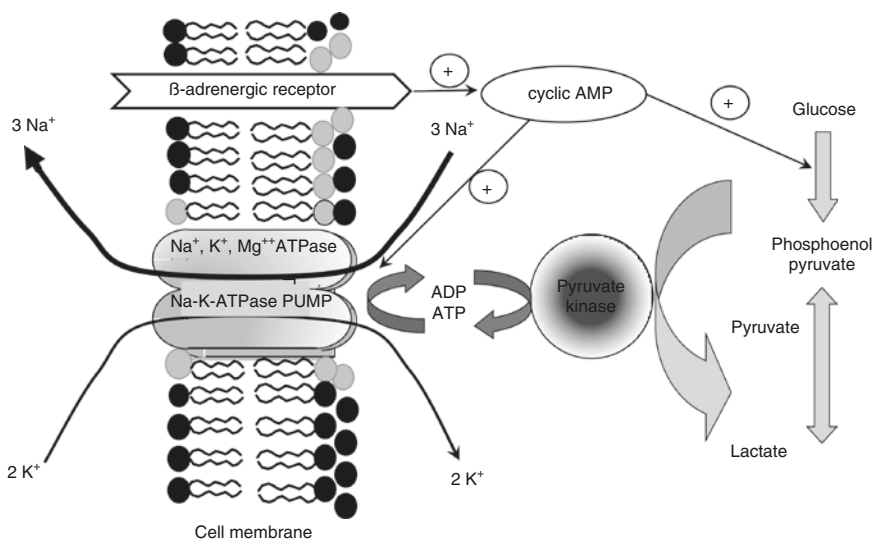 ß-adrenergic receptor
+
cyclic AMP
+
Glucose
3 Na⁺
3 Na⁺
+
Na⁺, K⁺, Mg⁺⁺ATPase
Phosphoenol
pyruvate
Na-K-ATPase PUMP
ADP
ATP
Pyruvate
kinase
Pyruvate
Lactate
2 K⁺
2 K⁺
Cell membrane